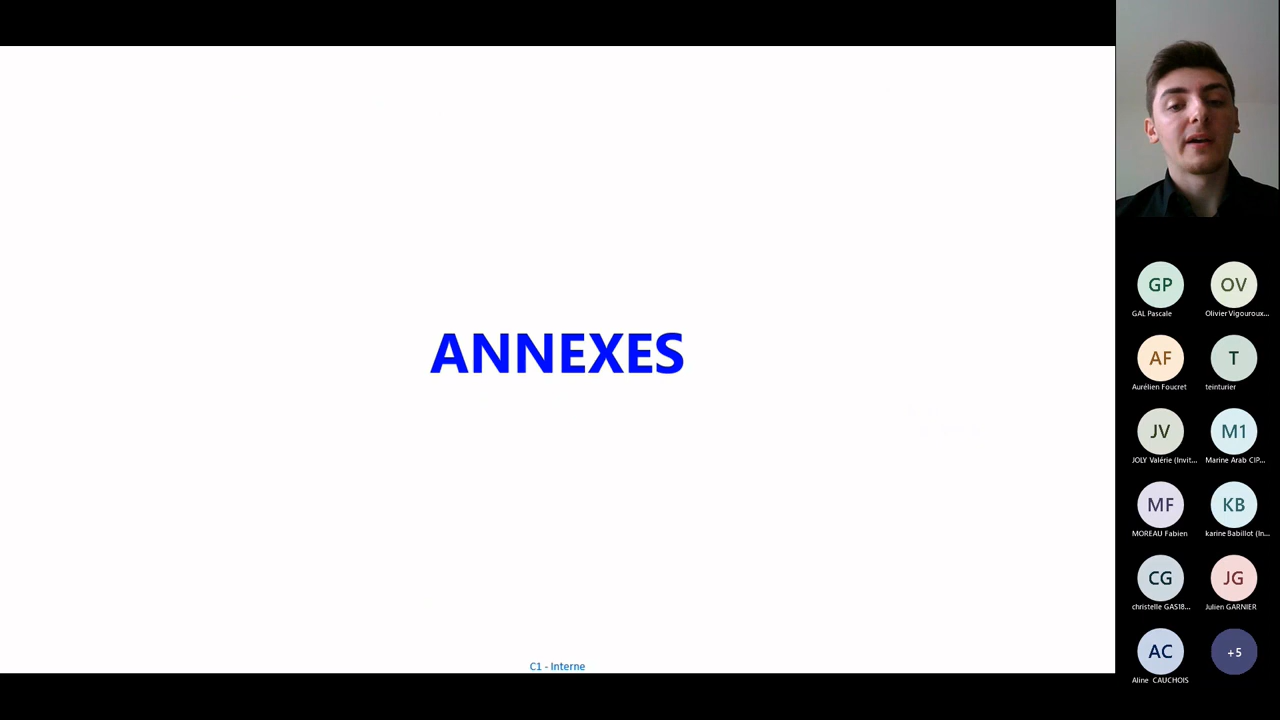 ANNEXES
C1 - Interne
GP
GAL Pascale
OV
Olivier Vigouroux...
AF
Aurélien Foucret
T
teinturier
JV
JOLY Valérie (Invit...
M1
Marine Arab CIP...
MF
MOREAU Fabien
KB
karine Babillot (In...
CG
christelle GAS18...
JG
Julien GARNIER
AC
Aline CAUCHOIS
+5